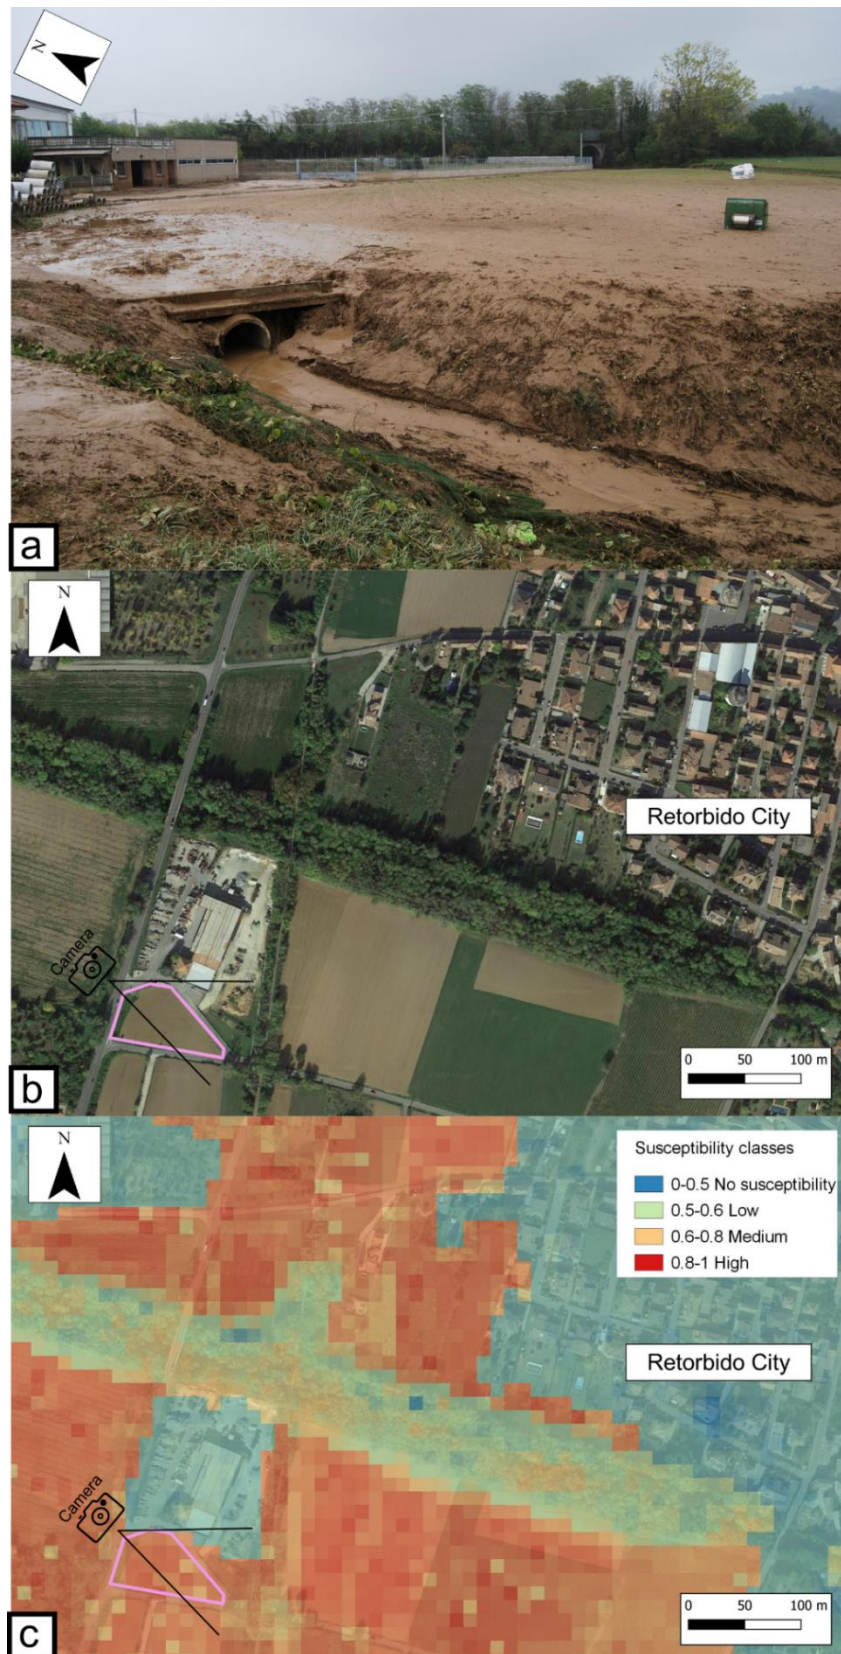 N
a
N
Retorbido City
Camera
0 50 100 m
b
N
Susceptibility classes
0-0.5 No susceptibility
0.5-0.6 Low
0.6-0.8 Medium
0.8-1 High
Retorbido City
Camera
0 50 100 m
c